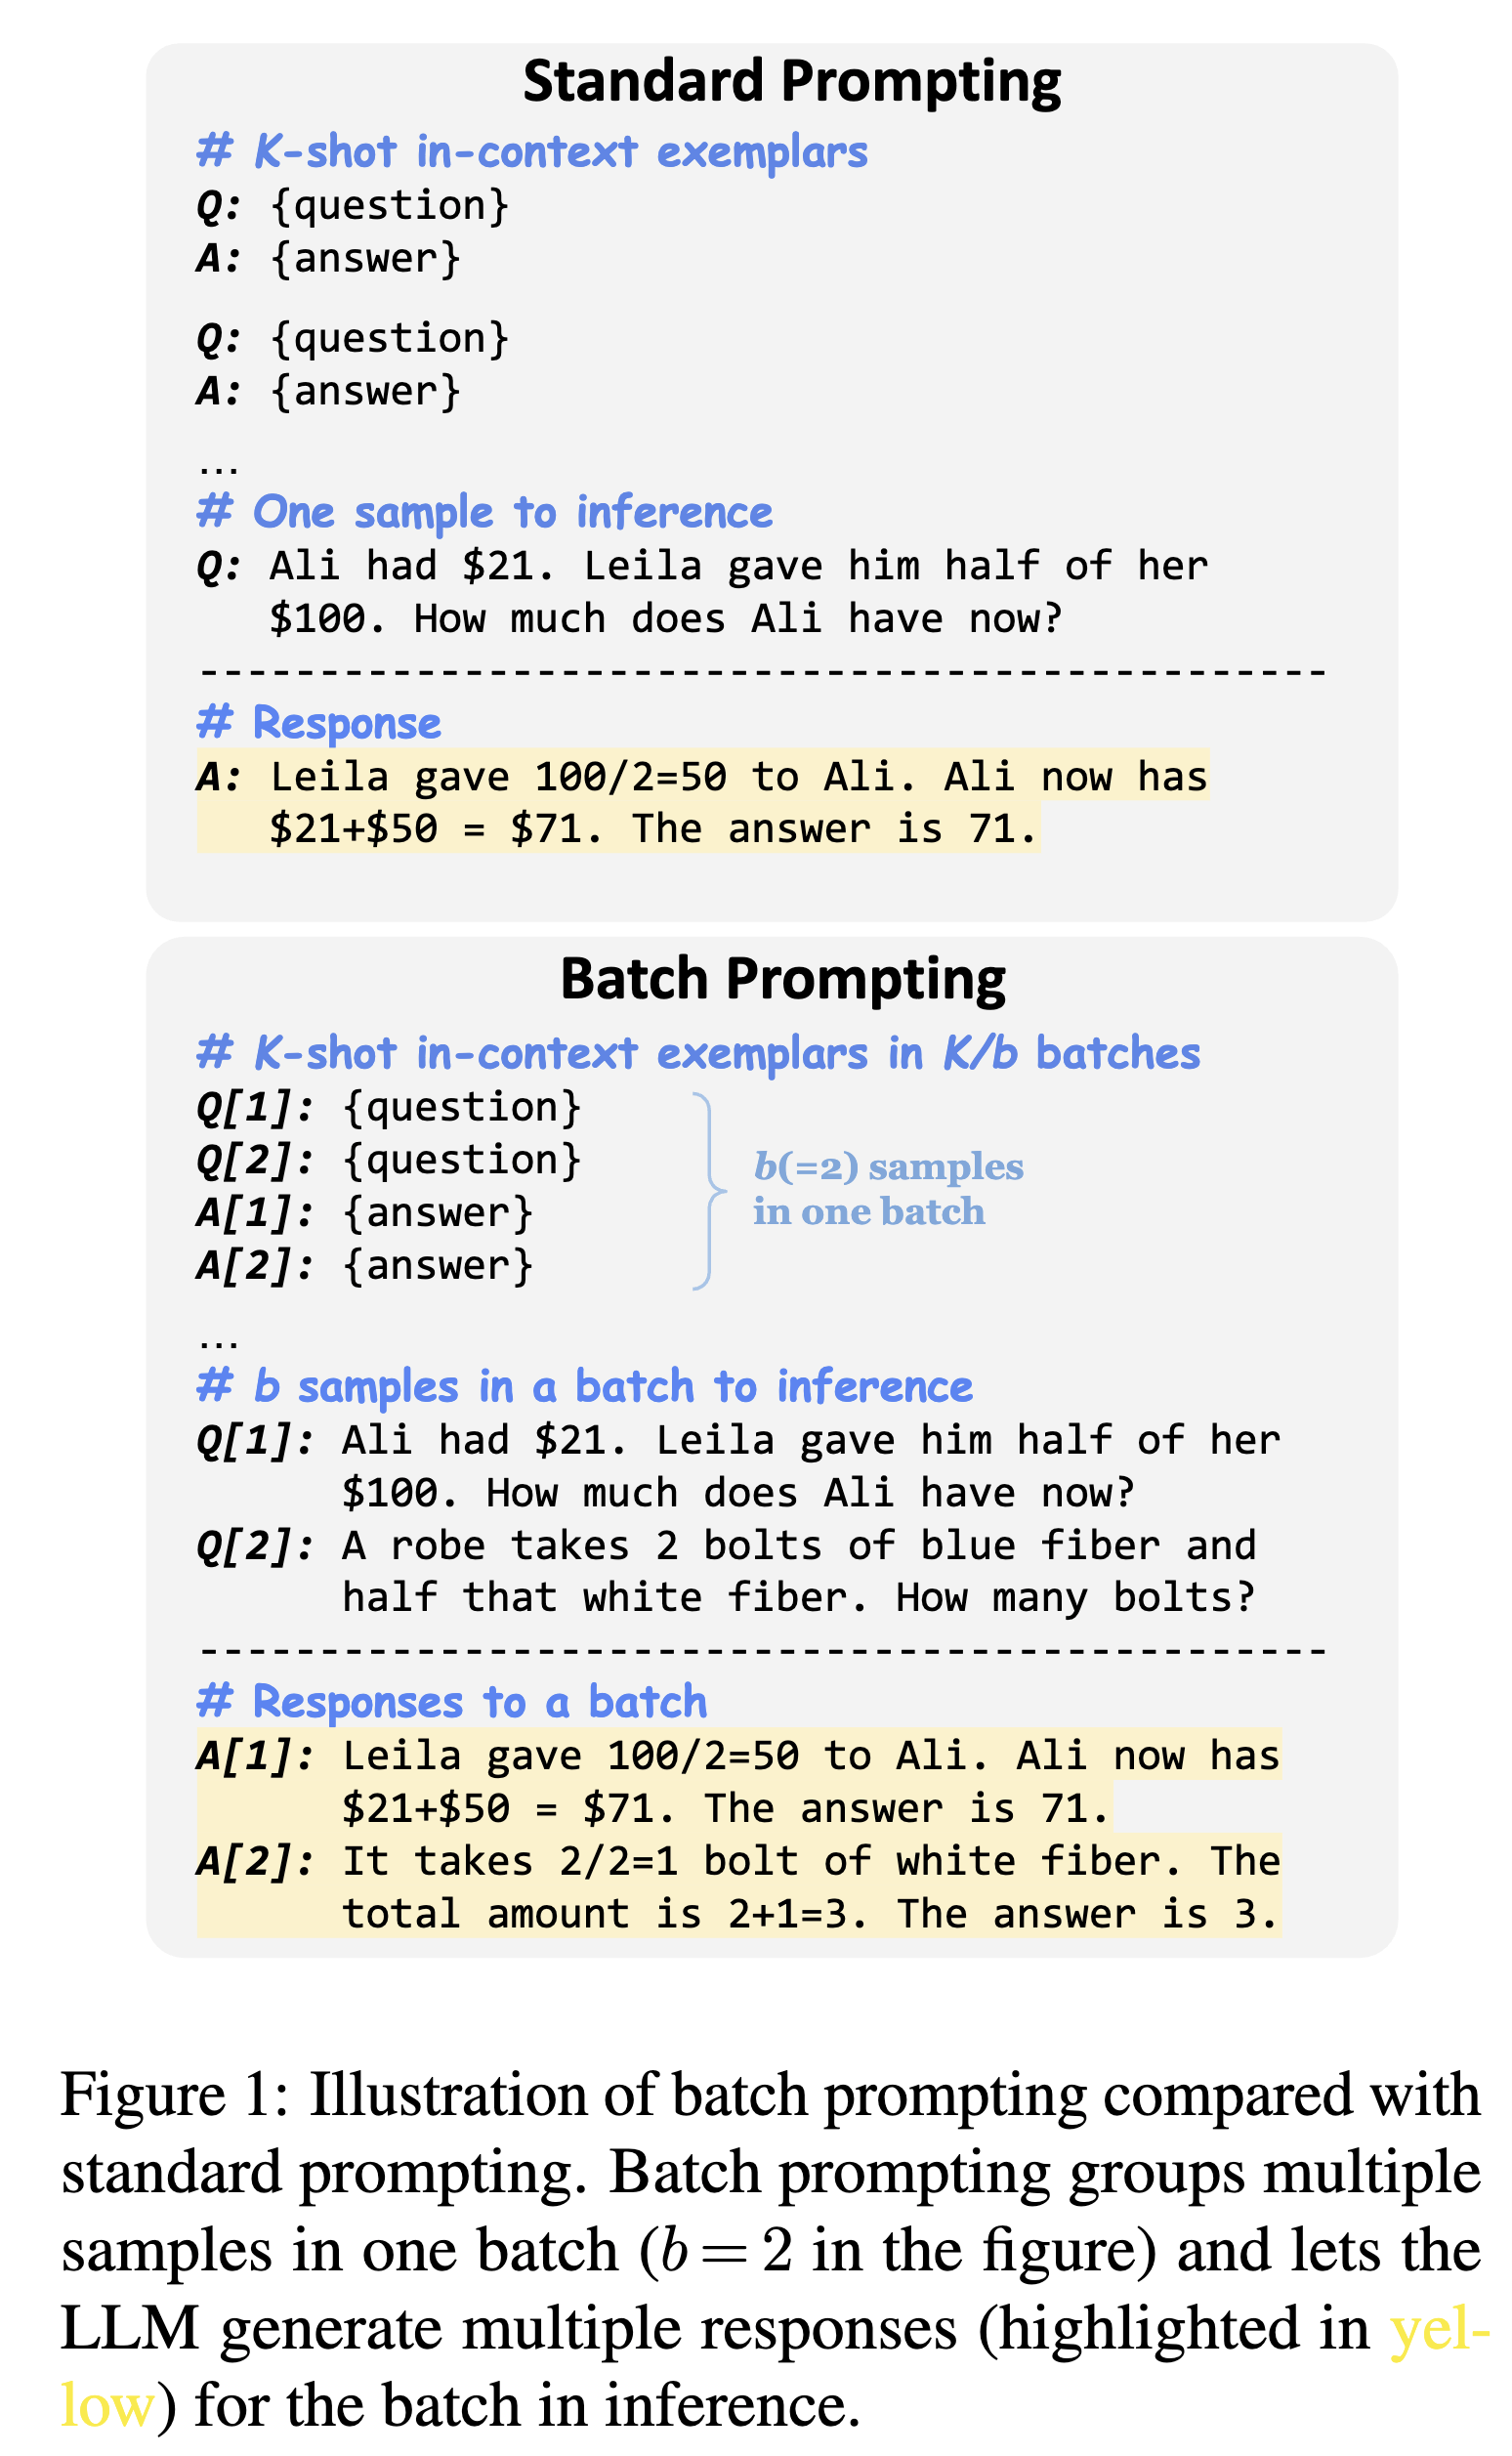 Standard Prompting
# K-shot in-context exemplars
Q: {question}
A: {answer}
Q: {question}
A: {answer}
...
# One sample to inference
Q: Ali had $21. Leila gave him half of her
$100. How much does Ali have now?
-----------------------------------------------
# Response
A: Leila gave 100/2=50 to Ali. Ali now has
$21+$50 = $71. The answer is 71.
Batch Prompting
# K-shot in-context exemplars in K/b batches
Q[1]: {question}
Q[2]: {question}
A[1]: {answer}
A[2]: {answer}
b(=2) samples
in one batch
...
# b samples in a batch to inference
Q[1]: Ali had $21. Leila gave him half of her
$100. How much does Ali have now?
Q[2]: A robe takes 2 bolts of blue fiber and
half that white fiber. How many bolts?
-----------------------------------------------
# Responses to a batch
A[1]: Leila gave 100/2=50 to Ali. Ali now has
$21+$50 = $71. The answer is 71.
A[2]: It takes 2/2=1 bolt of white fiber. The
total amount is 2+1=3. The answer is 3.
Figure 1: Illustration of batch prompting compared with
standard prompting. Batch prompting groups multiple
samples in one batch (b = 2 in the figure) and lets the
LLM generate multiple responses (highlighted in yel-
low) for the batch in inference.